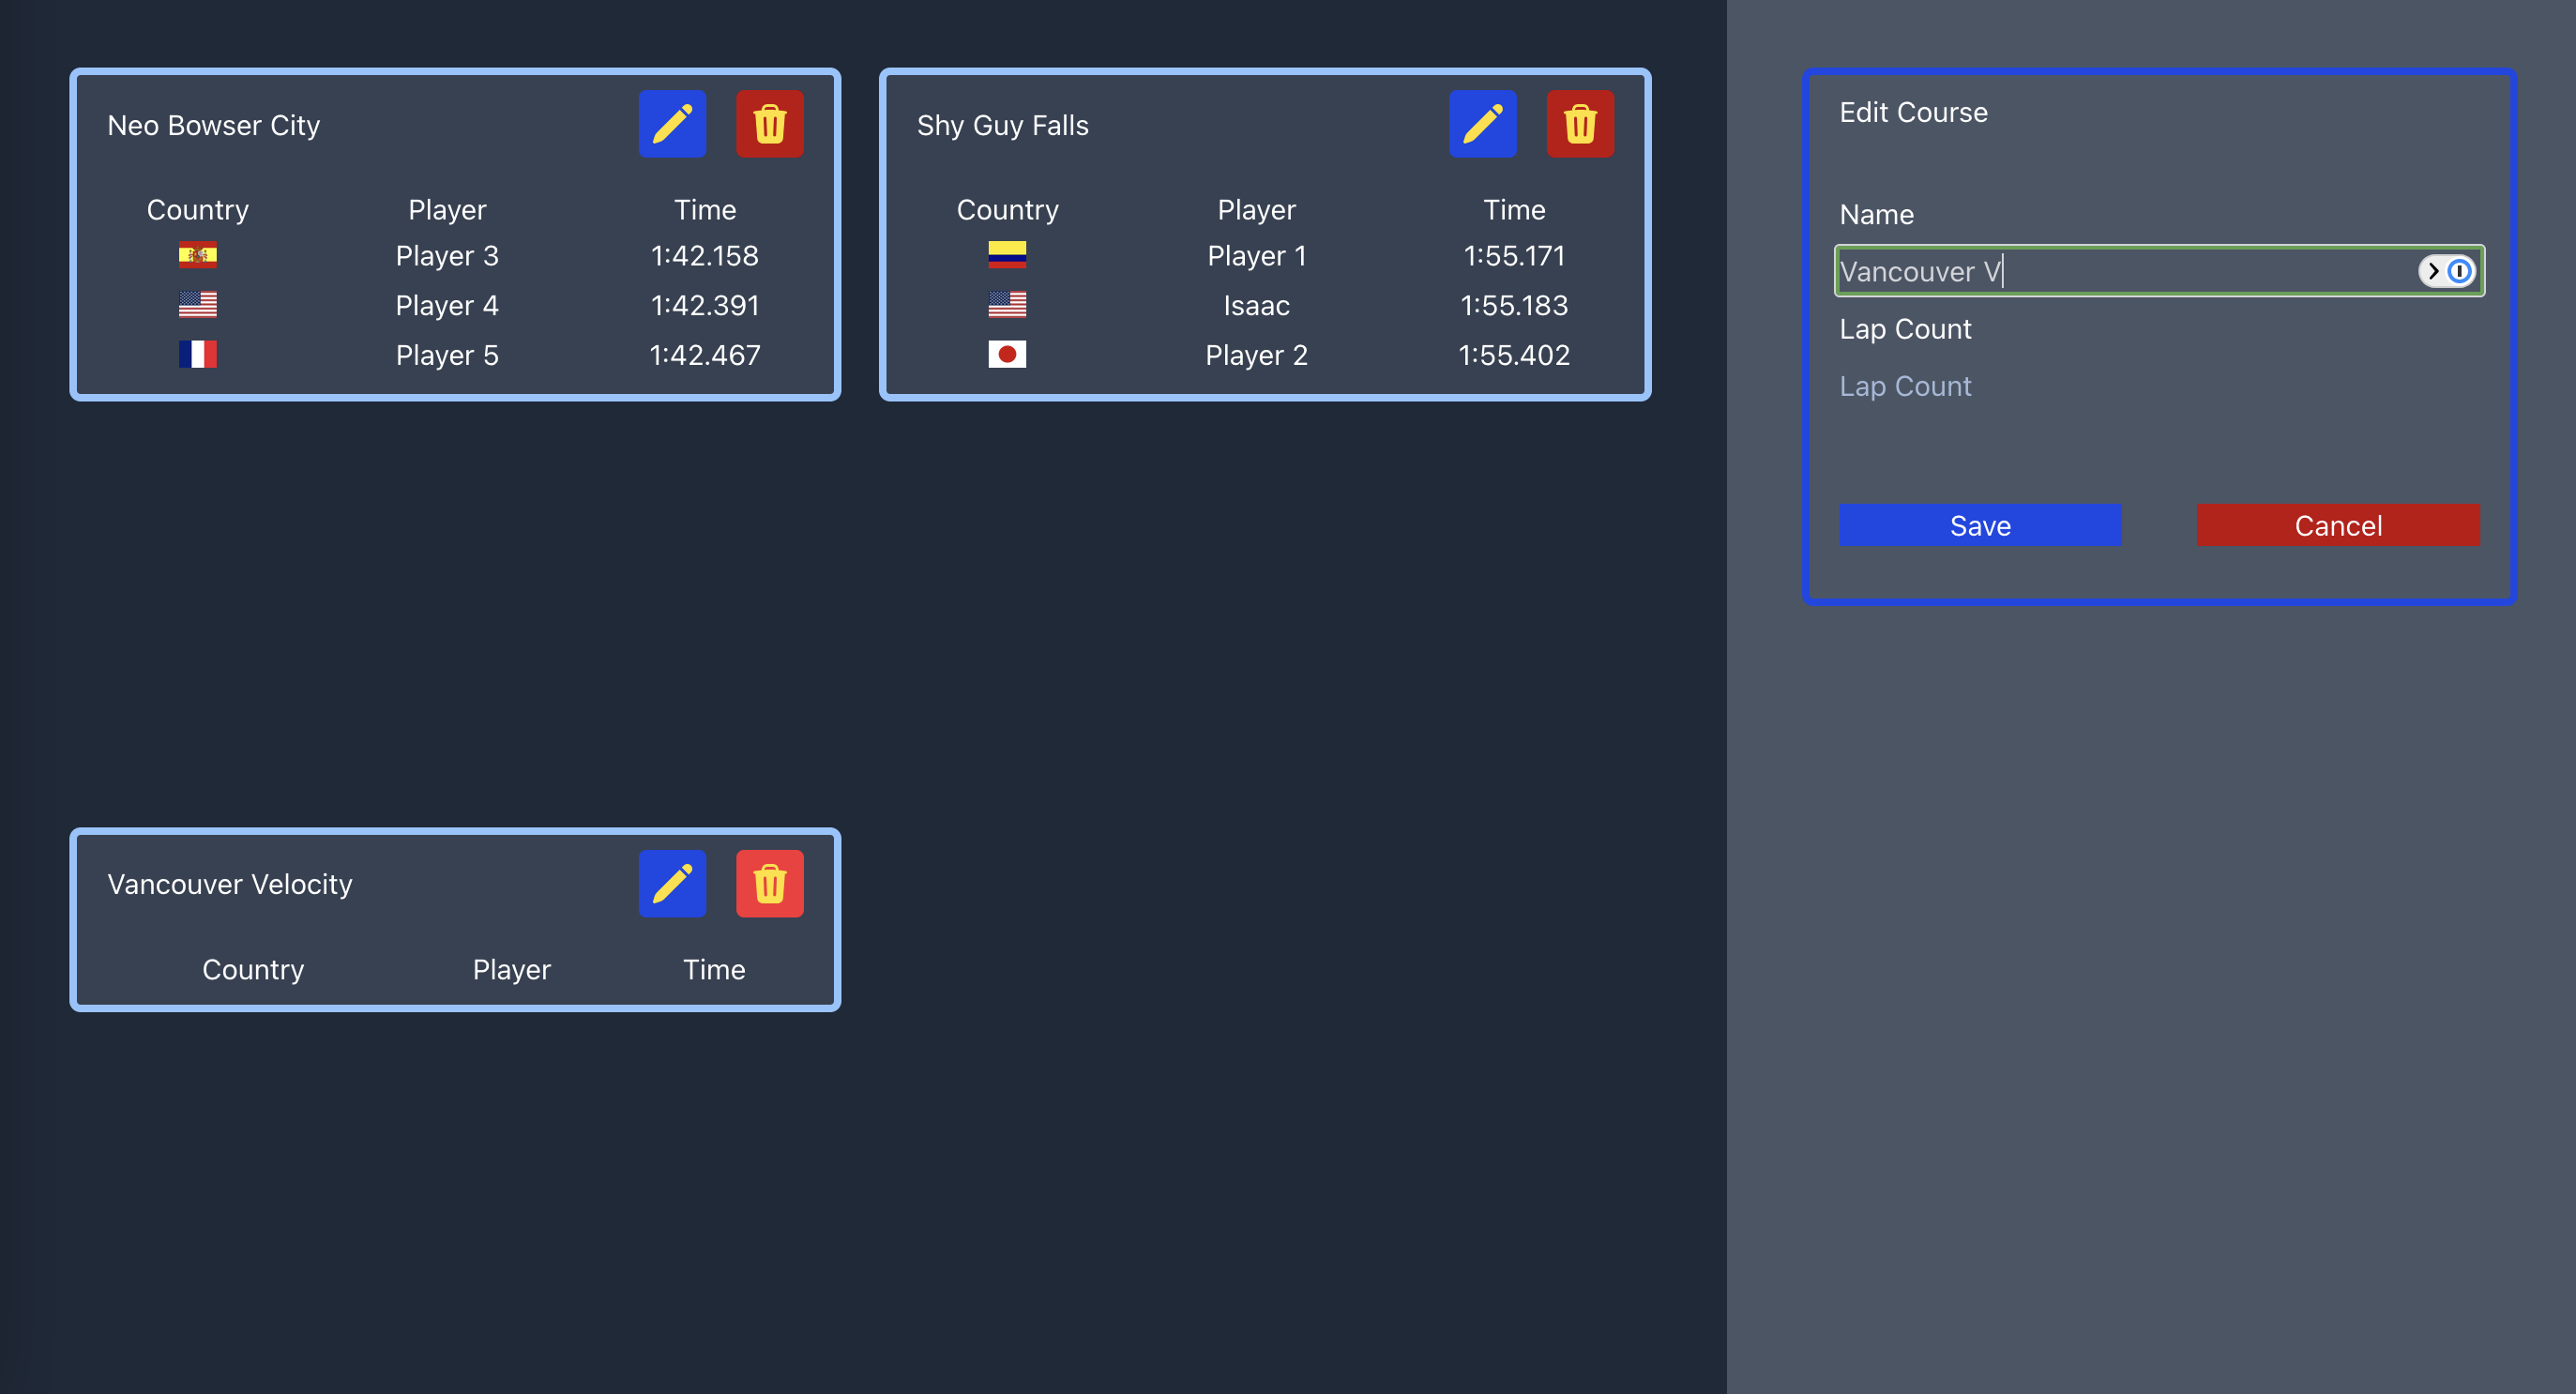 Neo Bowser City
Country Player Time
Player 3 1:42.158
Player 4 1:42.391
Player 5 1:42.467
Shy Guy Falls
Country Player Time
Player 1 1:55.171
Isaac 1:55.183
Player 2 1:55.402
Vancouver Velocity
Country Player Time
Edit Course
Name
Vancouver V
Lap Count
Lap Count
Save Cancel